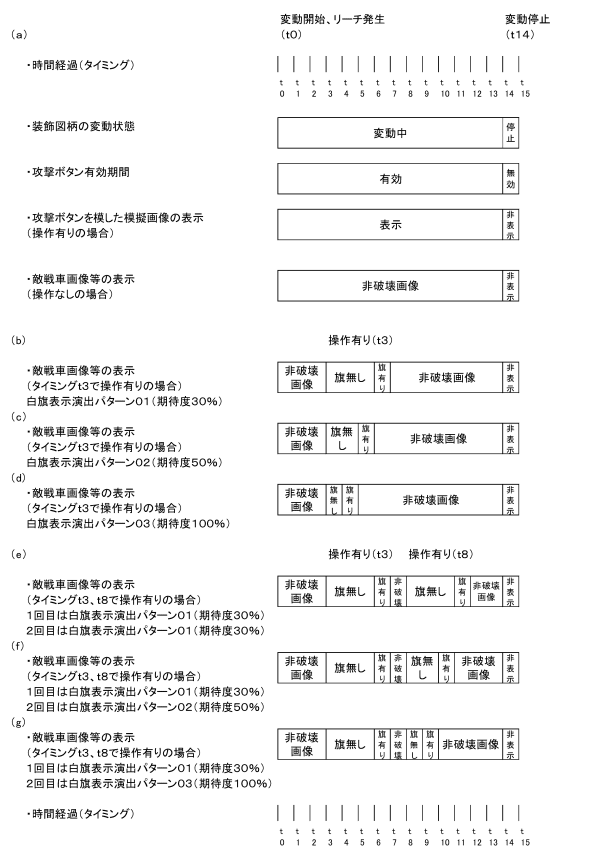 変動開始、リーチ発生 変動停止
(a) (t0) (t14)
・時間経過(タイミング)
t t t t t t t t t t t t t t t t
0 1 2 3 4 5 6 7 8 9 10 11 12 13 14 15
・装飾図柄の変動状態 変動中 停止
・攻撃ボタン有効期間 有効 無効
・攻撃ボタンを模した模擬画像の表示 表示 非表示
(操作有りの場合)
・敵戦車画像等の表示 非破壊画像 非表示
(操作なしの場合)
(b) 操作有り(t3)
・敵戦車画像等の表示 非破壊画像 旗無し 旗有り 非破壊画像 非表示
(タイミングt3で操作有りの場合)
白旗表示演出パターン01(期待度30%)
(c)
・敵戦車画像等の表示 非破壊画像 旗無し 旗有り 非破壊画像 非表示
(タイミングt3で操作有りの場合)
白旗表示演出パターン02(期待度50%)
(d)
・敵戦車画像等の表示 非破壊画像 旗無し 旗有り 非破壊画像 非表示
(タイミングt3で操作有りの場合)
白旗表示演出パターン03(期待度100%)
(e) 操作有り(t3) 操作有り(t8)
・敵戦車画像等の表示 非破壊画像 旗無し 旗有り 非破壊 旗無し 旗有り 非破壊画像 非表示
(タイミングt3、t8で操作有りの場合)
1回目は白旗表示演出パターン01(期待度30%)
2回目は白旗表示演出パターン01(期待度30%)
(f)
・敵戦車画像等の表示 非破壊画像 旗無し 旗有り 非破壊 旗無し 旗有り 非破壊画像 非表示
(タイミングt3、t8で操作有りの場合)
1回目は白旗表示演出パターン01(期待度30%)
2回目は白旗表示演出パターン02(期待度50%)
(g)
・敵戦車画像等の表示 非破壊画像 旗無し 旗有り 非破壊 旗無し 旗有り 非破壊画像 非表示
(タイミングt3、t8で操作有りの場合)
1回目は白旗表示演出パターン01(期待度30%)
2回目は白旗表示演出パターン03(期待度100%)
・時間経過(タイミング)
t t t t t t t t t t t t t t t t
0 1 2 3 4 5 6 7 8 9 10 11 12 13 14 15